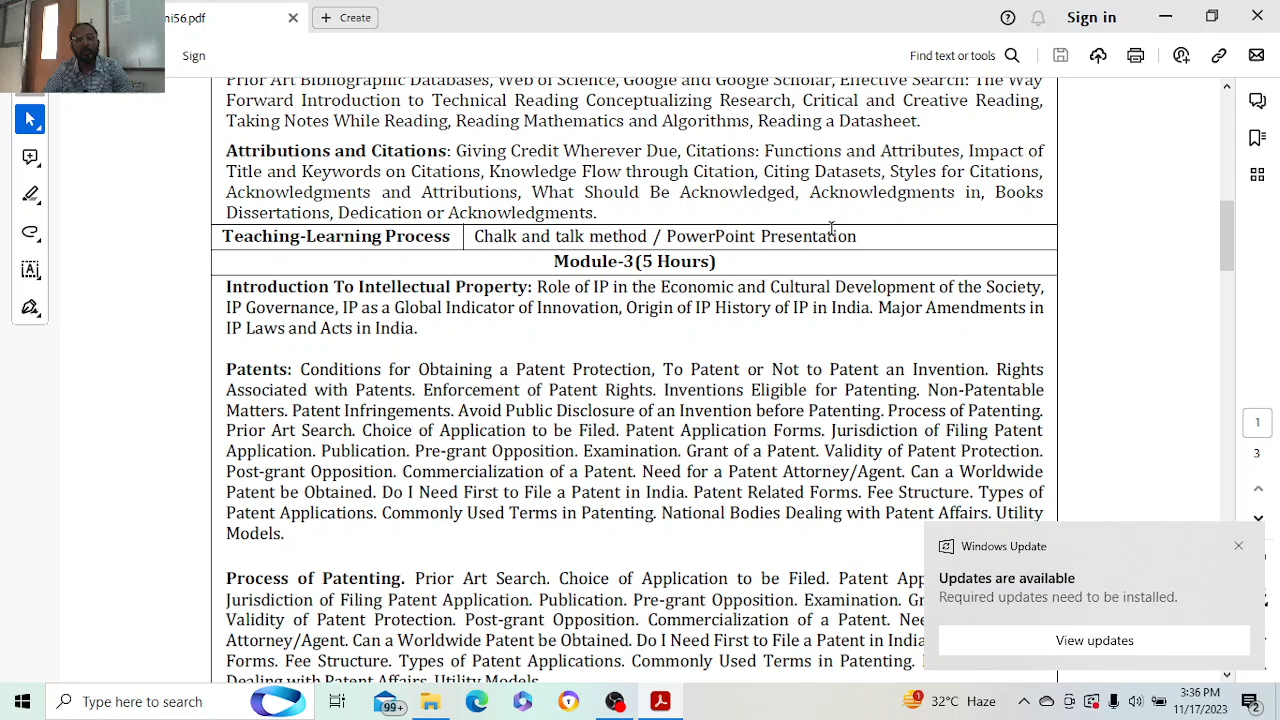 ni56.pdf
Create
Sign in
Sign
Find text or tools
Prior Art Bibliographic Databases, Web of Science, Google and Google Scholar, Effective Search: The Way
Forward Introduction to Technical Reading Conceptualizing Research, Critical and Creative Reading,
Taking Notes While Reading, Reading Mathematics and Algorithms, Reading a Datasheet.
Attributions and Citations: Giving Credit Wherever Due, Citations: Functions and Attributes, Impact of
Title and Keywords on Citations, Knowledge Flow through Citation, Citing Datasets, Styles for Citations,
Acknowledgments and Attributions, What Should Be Acknowledged, Acknowledgments in, Books
Dissertations, Dedication or Acknowledgments.
Teaching-Learning Process Chalk and talk method / PowerPoint Presentation
Module-3(5 Hours)
Introduction To Intellectual Property: Role of IP in the Economic and Cultural Development of the Society,
IP Governance, IP as a Global Indicator of Innovation, Origin of IP History of IP in India. Major Amendments in
IP Laws and Acts in India.
Patents: Conditions for Obtaining a Patent Protection, To Patent or Not to Patent an Invention. Rights
Associated with Patents. Enforcement of Patent Rights. Inventions Eligible for Patenting. Non-Patentable
Matters. Patent Infringements. Avoid Public Disclosure of an Invention before Patenting. Process of Patenting.
Prior Art Search. Choice of Application to be Filed. Patent Application Forms. Jurisdiction of Filing Patent
Application. Publication. Pre-grant Opposition. Examination. Grant of a Patent. Validity of Patent Protection.
Post-grant Opposition. Commercialization of a Patent. Need for a Patent Attorney/Agent. Can a Worldwide
Patent be Obtained. Do I Need First to File a Patent in India. Patent Related Forms. Fee Structure. Types of
Patent Applications. Commonly Used Terms in Patenting. National Bodies Dealing with Patent Affairs. Utility
Models.
Process of Patenting. Prior Art Search. Choice of Application to be Filed. Patent App
Jurisdiction of Filing Patent Application. Publication. Pre-grant Opposition. Examination. Gr
Validity of Patent Protection. Post-grant Opposition. Commercialization of a Patent. Nee
Attorney/Agent. Can a Worldwide Patent be Obtained. Do I Need First to File a Patent in India
Forms. Fee Structure. Types of Patent Applications. Commonly Used Terms in Patenting.
Dealing with Patent Affairs. Utility Models.
1
3
Windows Update
Updates are available
Required updates need to be installed.
View updates
Type here to search
99+
1
32°C Haze
3:36 PM
11/17/2023
2